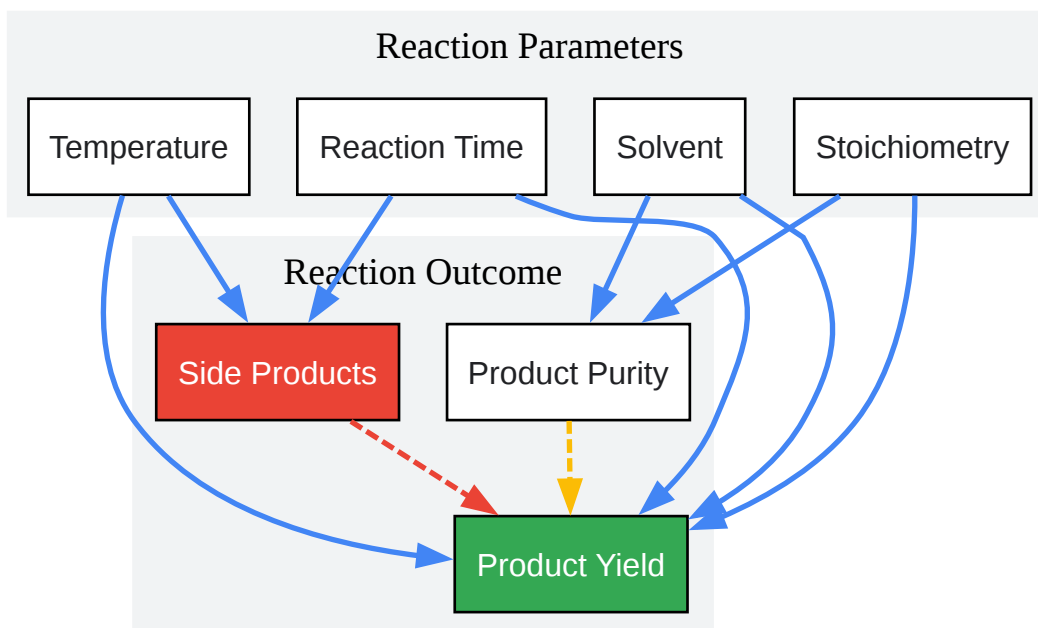 Reaction Parameters
Temperature
Reaction Time
Solvent
Stoichiometry
Reaction Outcome
Side Products
Product Purity
Product Yield